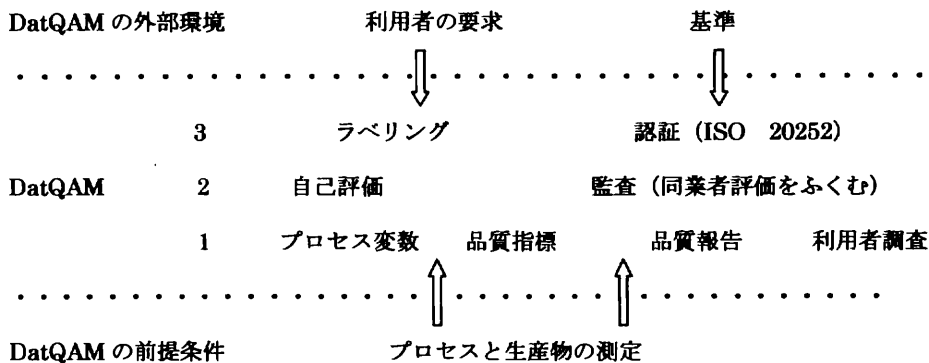 DatQAM の外部環境 利用者の要求 基準
3 ラベリング 認証(ISO 20252)
DatQAM 2 自己評価 監査(同業者評価をふくむ)
1 プロセス変数 品質指標 品質報告 利用者調査
DatQAM の前提条件 プロセスと生産物の測定